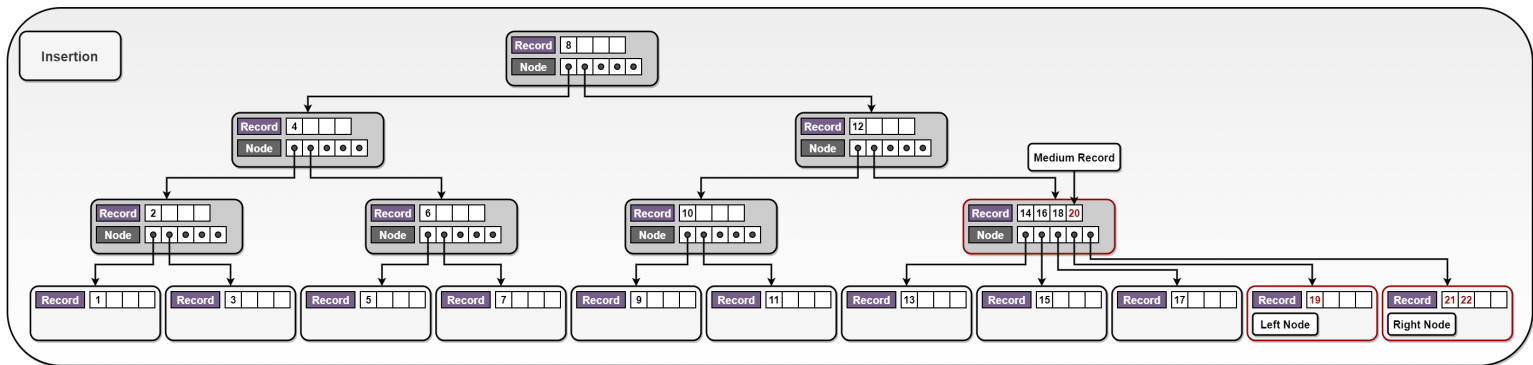 Insertion
Record 8
Node
Record 4
Node
Record 12
Node
Medium Record
Record 2
Node
Record 6
Node
Record 10
Node
Record 14 16 18 20
Node
Record 1
Record 3
Record 5
Record 7
Record 9
Record 11
Record 13
Record 15
Record 17
Record 19
Left Node
Record 21 22
Right Node